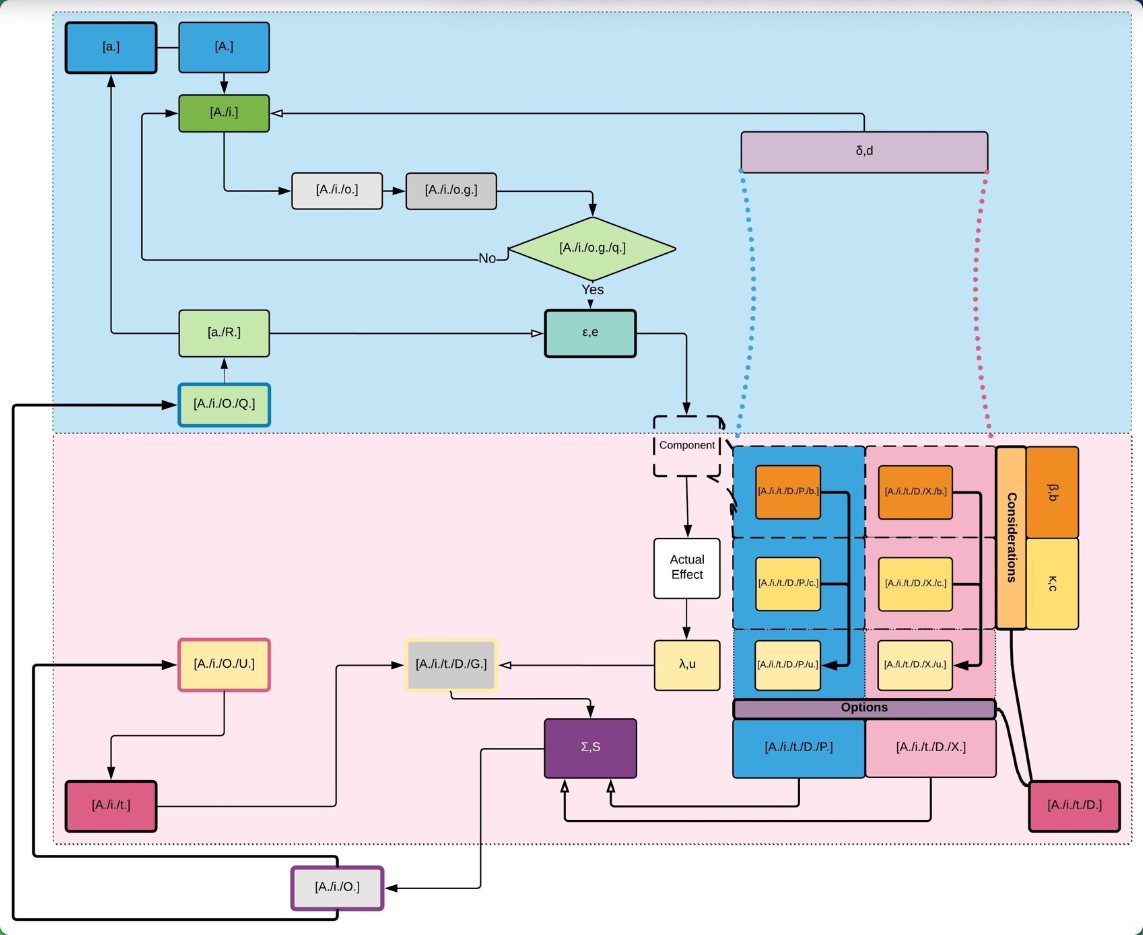 [a.]
[A.]
[A./i.]
δ,d
[A./i./o.]
[A./i./o.g.]
[A./i./o.g./q.]
No
Yes
[a./R.]
ε,e
[A./i./O./Q.]
Component
[A./i/t./D./P./b.]
[A./i/t./D./X./b.]
Considerations
β,b
Actual
Effect
[A./i/t./D./P./c.]
[A./i/t./D./X./c.]
κ,c
[A./i./O./U.]
[A./i./t./D./G.]
λ,u
[A./i/t./D./P./u.]
[A./i/t./D./X./u.]
Options
Σ,S
[A./i./t./D./P.]
[A./i./t./D./X.]
[A./i./t.]
[A./i./t./D.]
[A./i./O.]